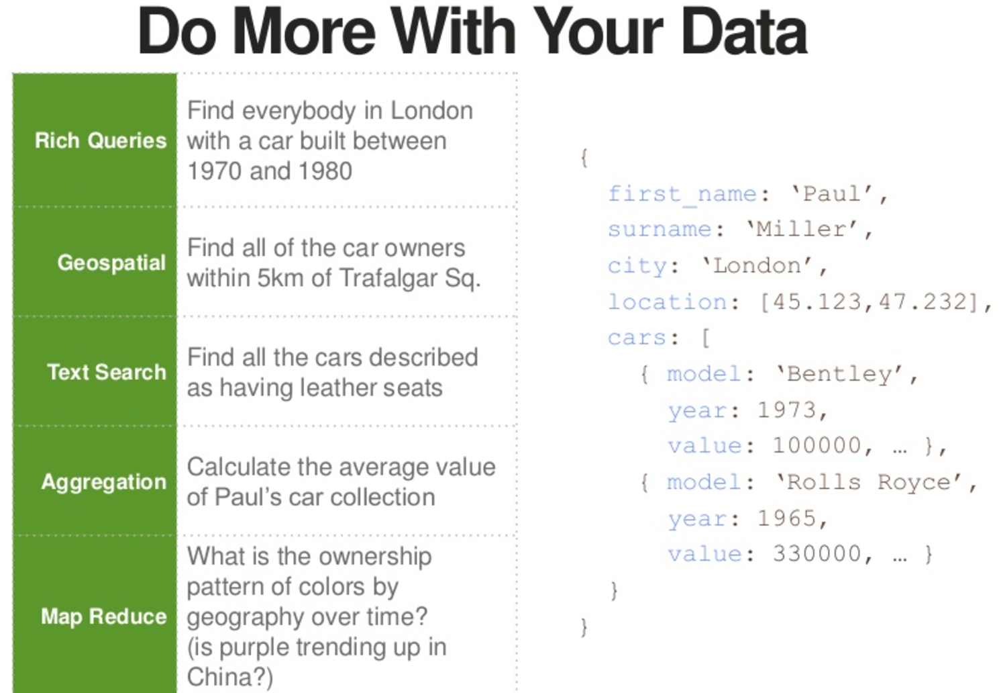 Do More With Your Data
Rich Queries
Find everybody in London
with a car built between
1970 and 1980
Geospatial
Find all of the car owners
within 5km of Trafalgar Sq.
Text Search
Find all the cars described
as having leather seats
Aggregation
Calculate the average value
of Paul’s car collection
Map Reduce
What is the ownership
pattern of colors by
geography over time?
(is purple trending up in
China?)
{
first_name: ‘Paul’,
surname: ‘Miller’,
city: ‘London’,
location: [45.123,47.232],
cars: [
{ model: ‘Bentley’,
year: 1973,
value: 100000, … },
{ model: ‘Rolls Royce’,
year: 1965,
value: 330000, … }
}
}